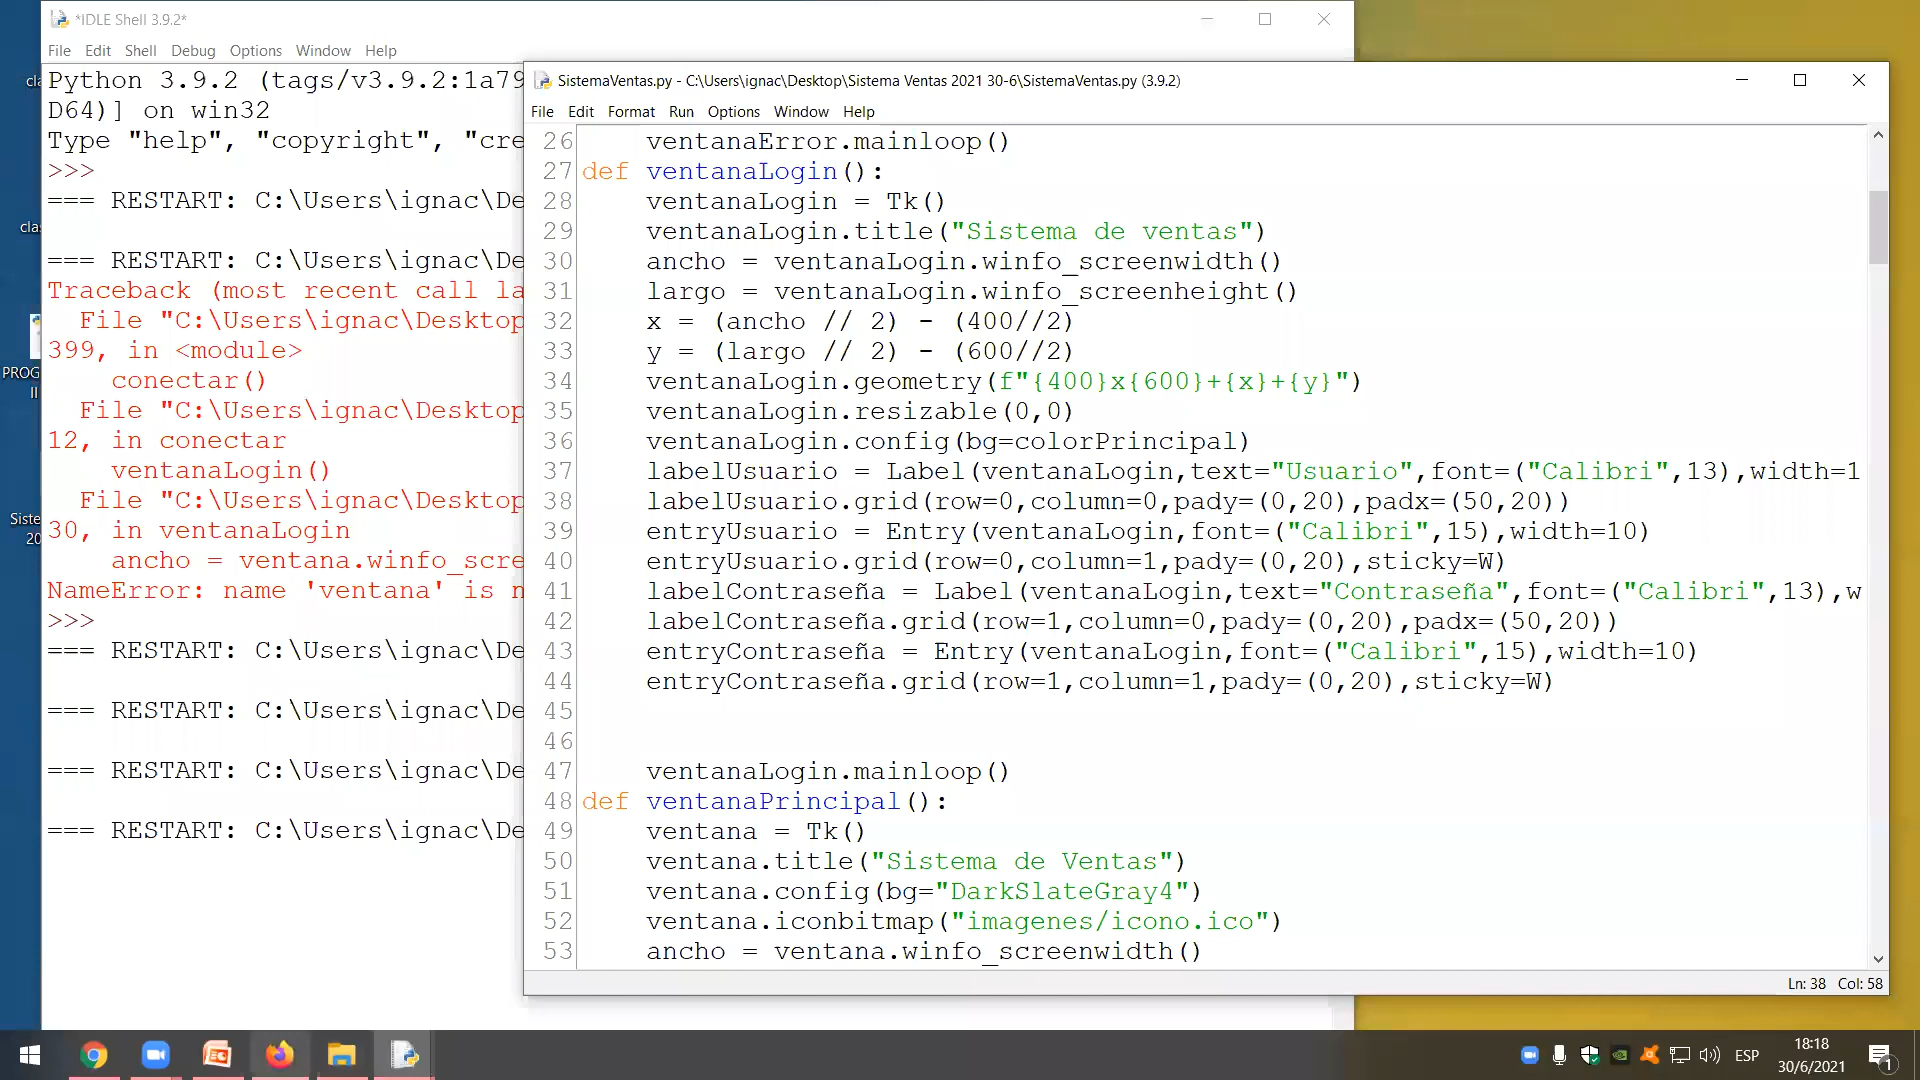 *IDLE Shell 3.9.2*
File Edit Shell Debug Options Window Help
Python 3.9.2 (tags/v3.9.2:1a79
D64)] on win32
Type "help", "copyright", "cre
>>>
=== RESTART: C:\Users\ignac\De
=== RESTART: C:\Users\ignac\De
Traceback (most recent call la
File "C:\Users\ignac\Desktop
399, in <module>
conectar()
File "C:\Users\ignac\Desktop
12, in conectar
ventanaLogin()
File "C:\Users\ignac\Desktop
30, in ventanaLogin
ancho = ventana.winfo_scre
NameError: name 'ventana' is n
>>>
=== RESTART: C:\Users\ignac\De
=== RESTART: C:\Users\ignac\De
=== RESTART: C:\Users\ignac\De
=== RESTART: C:\Users\ignac\De
cla
clas
PROG
II
Siste
20
SistemaVentas.py - C:\Users\ignac\Desktop\Sistema Ventas 2021 30-6\SistemaVentas.py (3.9.2)
File Edit Format Run Options Window Help
26 ventanaError.mainloop()
27 def ventanaLogin():
28 ventanaLogin = Tk()
29 ventanaLogin.title("Sistema de ventas")
30 ancho = ventanaLogin.winfo_screenwidth()
31 largo = ventanaLogin.winfo_screenheight()
32 x = (ancho // 2) - (400//2)
33 y = (largo // 2) - (600//2)
34 ventanaLogin.geometry(f"{400}x{600}+{x}+{y}")
35 ventanaLogin.resizable(0,0)
36 ventanaLogin.config(bg=colorPrincipal)
37 labelUsuario = Label(ventanaLogin,text="Usuario",font=("Calibri",13),width=1
38 labelUsuario.grid(row=0,column=0,pady=(0,20),padx=(50,20))
39 entryUsuario = Entry(ventanaLogin,font=("Calibri",15),width=10)
40 entryUsuario.grid(row=0,column=1,pady=(0,20),sticky=W)
41 labelContraseña = Label(ventanaLogin,text="Contraseña",font=("Calibri",13),w
42 labelContraseña.grid(row=1,column=0,pady=(0,20),padx=(50,20))
43 entryContraseña = Entry(ventanaLogin,font=("Calibri",15),width=10)
44 entryContraseña.grid(row=1,column=1,pady=(0,20),sticky=W)
45
46
47 ventanaLogin.mainloop()
48 def ventanaPrincipal():
49 ventana = Tk()
50 ventana.title("Sistema de Ventas")
51 ventana.config(bg="DarkSlateGray4")
52 ventana.iconbitmap("imagenes/icono.ico")
53 ancho = ventana.winfo_screenwidth()
Ln: 38 Col: 58
ESP
18:18
30/6/2021
1